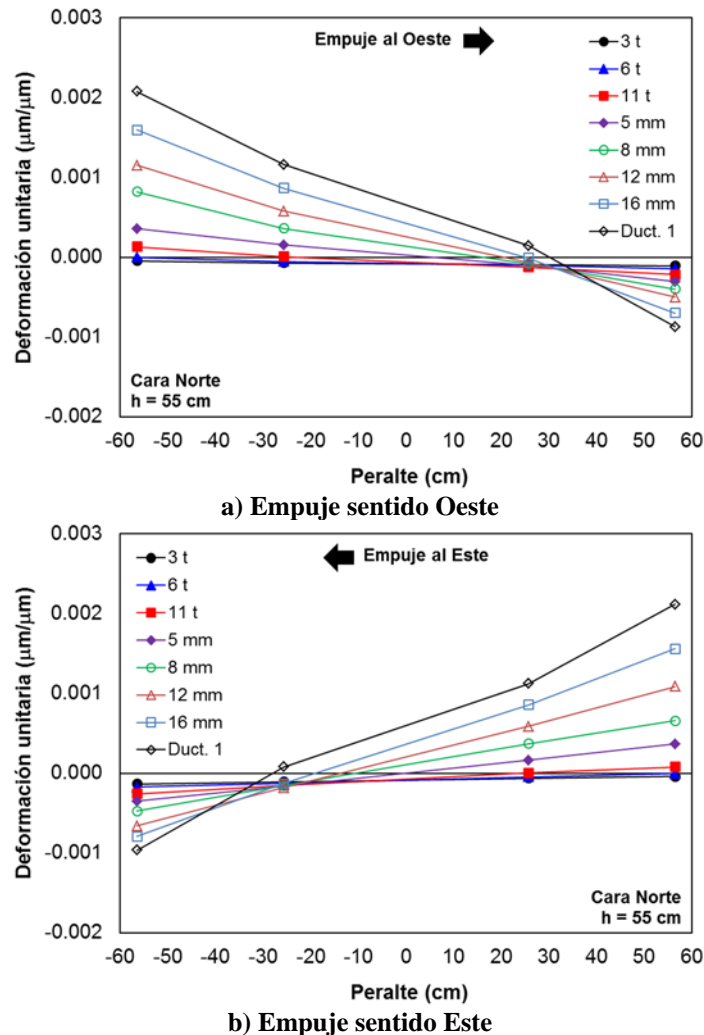 0.003
0.002
0.001
0.000
-0.001
-0.002
Deformación unitaria (μm/μm)
Empuje al Oeste
3 t
6 t
11 t
5 mm
8 mm
12 mm
16 mm
Duct. 1
Cara Norte
h = 55 cm
-60 -50 -40 -30 -20 -10 0 10 20 30 40 50 60
Peralte (cm)
a) Empuje sentido Oeste
0.003
0.002
0.001
0.000
-0.001
-0.002
Deformación unitaria (μm/μm)
3 t
6 t
11 t
5 mm
8 mm
12 mm
16 mm
Duct. 1
Empuje al Este
Cara Norte
h = 55 cm
-60 -50 -40 -30 -20 -10 0 10 20 30 40 50 60
Peralte (cm)
b) Empuje sentido Este